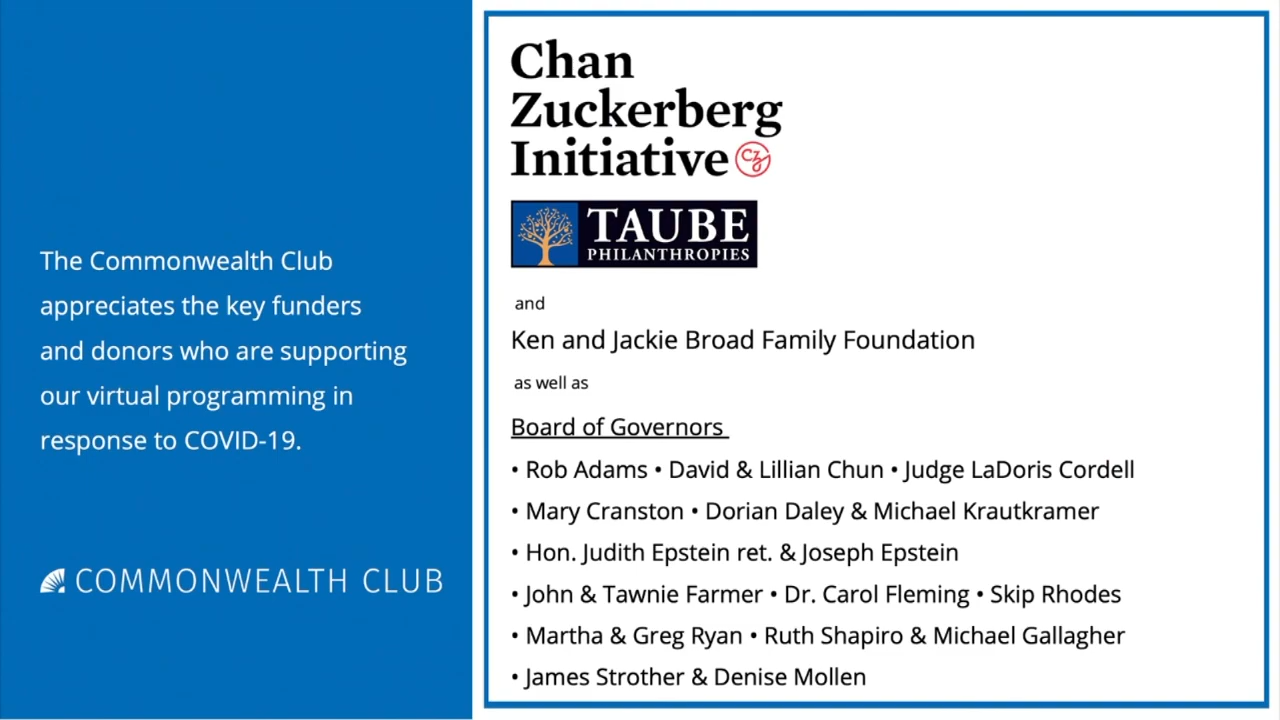 The Commonwealth Club
appreciates the key funders
and donors who are supporting
our virtual programming in
response to COVID-19.
COMMONWEALTH CLUB
Chan
Zuckerberg
Initiative
CZI
TAUBE
PHILANTHROPIES
and
Ken and Jackie Broad Family Foundation
as well as
Board of Governors
• Rob Adams • David & Lillian Chun • Judge LaDoris Cordell
• Mary Cranston • Dorian Daley & Michael Krautkramer
• Hon. Judith Epstein ret. & Joseph Epstein
• John & Tawnie Farmer • Dr. Carol Fleming • Skip Rhodes
• Martha & Greg Ryan • Ruth Shapiro & Michael Gallagher
• James Strother & Denise Mollen